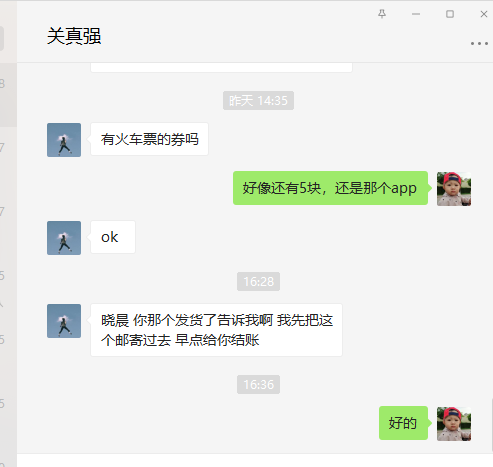 关真强
昨天 14:35
有火车票的券吗
好像还有5块，还是那个app
ok
16:28
晓晨 你那个发货了告诉我啊 我先把这
个邮寄过去 早点给你结账
16:36
好的